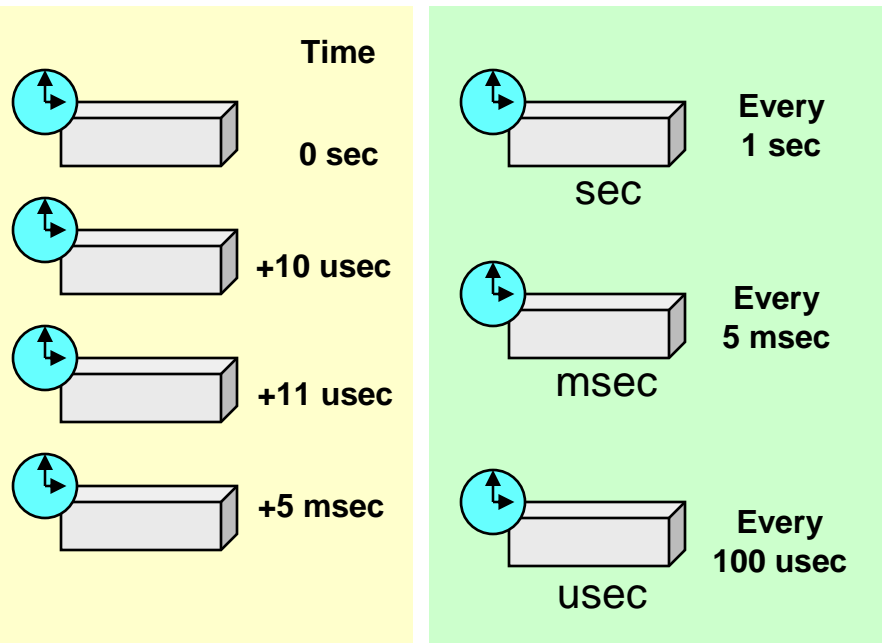 Time
0 sec
+10 usec
+11 usec
+5 msec
Every
1 sec
sec
Every
5 msec
msec
Every
100 usec
usec